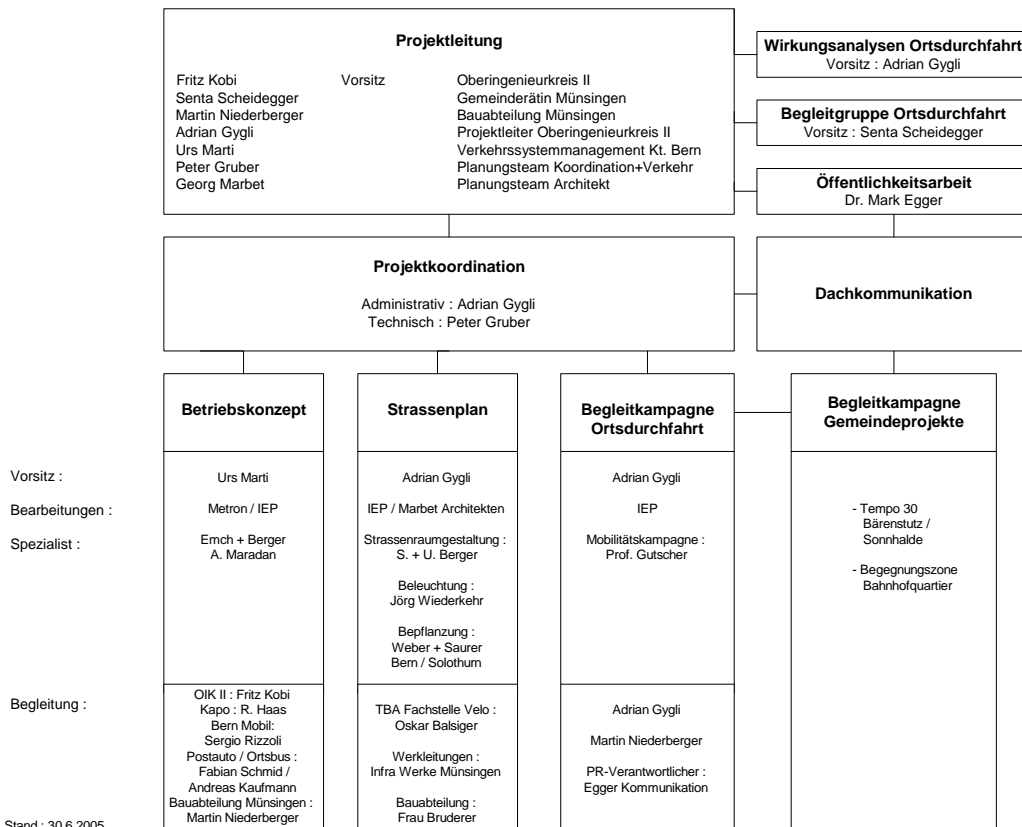 Projektleitung
Fritz Kobi Vorsitz Oberingenieurkreis II
Senta Scheidegger Gemeinderätin Münsingen
Martin Niederberger Bauabteilung Münsingen
Adrian Gygli Projektleiter Oberingenieurkreis II
Urs Marti Verkehrssystemmanagement Kt. Bern
Peter Gruber Planungsteam Koordination+Verkehr
Georg Marbet Planungsteam Architekt
Wirkungsanalysen Ortsdurchfahrt
Vorsitz : Adrian Gygli
Begleitgruppe Ortsdurchfahrt
Vorsitz : Senta Scheidegger
Öffentlichkeitsarbeit
Dr. Mark Egger
Projektkoordination
Administrativ : Adrian Gygli
Technisch : Peter Gruber
Dachkommunikation
Betriebskonzept
Strassenplan
Begleitkampagne
Ortsdurchfahrt
Begleitkampagne
Gemeindeprojekte
Vorsitz :
Bearbeitungen :
Spezialist :
Begleitung :
Urs Marti
Metron / IEP
Emch + Berger
A. Maradan
OIK II : Fritz Kobi
Kapo : R. Haas
Bern Mobil:
Sergio Rizzoli
Postauto / Ortsbus :
Fabian Schmid /
Andreas Kaufmann
Bauabteilung Münsingen :
Martin Niederberger
Adrian Gygli
IEP / Marbet Architekten
Strassenraumgestaltung :
S. + U. Berger
Beleuchtung :
Jörg Wiederkehr
Bepflanzung :
Weber + Saurer
Bern / Solothurn
TBA Fachstelle Velo :
Oskar Balsiger
Werkleitungen :
Infra Werke Münsingen
Bauabteilung :
Frau Bruderer
Adrian Gygli
IEP
Mobilitätskampagne :
Prof. Gutscher
Adrian Gygli
Martin Niederberger
PR-Verantwortlicher :
Egger Kommunikation
- Tempo 30
Bärenstutz /
Sonnhalde
- Begegnungszone
Bahnhofquartier
Stand : 30.6.2005